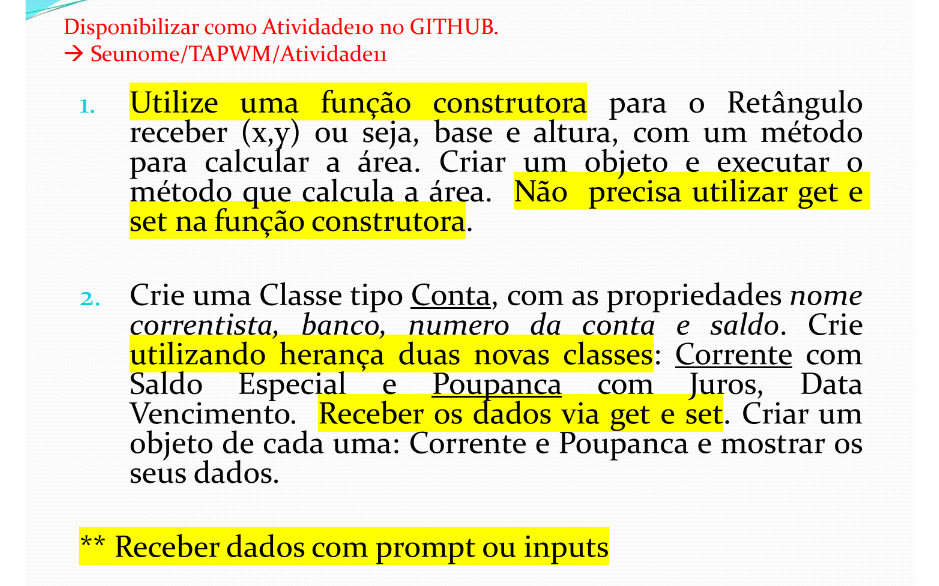 Disponibilizar como Atividade10 no GITHUB.
→ Seunome/TAPWM/Atividade11
1. Utilize uma função construtora para o Retângulo
receber (x,y) ou seja, base e altura, com um método
para calcular a área. Criar um objeto e executar o
método que calcula a área. Não precisa utilizar get e
set na função construtora.
2. Crie uma Classe tipo Conta, com as propriedades nome
correntista, banco, numero da conta e saldo. Crie
utilizando herança duas novas classes: Corrente com
Saldo Especial e Poupanca com Juros, Data
Vencimento. Receber os dados via get e set. Criar um
objeto de cada uma: Corrente e Poupanca e mostrar os
seus dados.
** Receber dados com prompt ou inputs